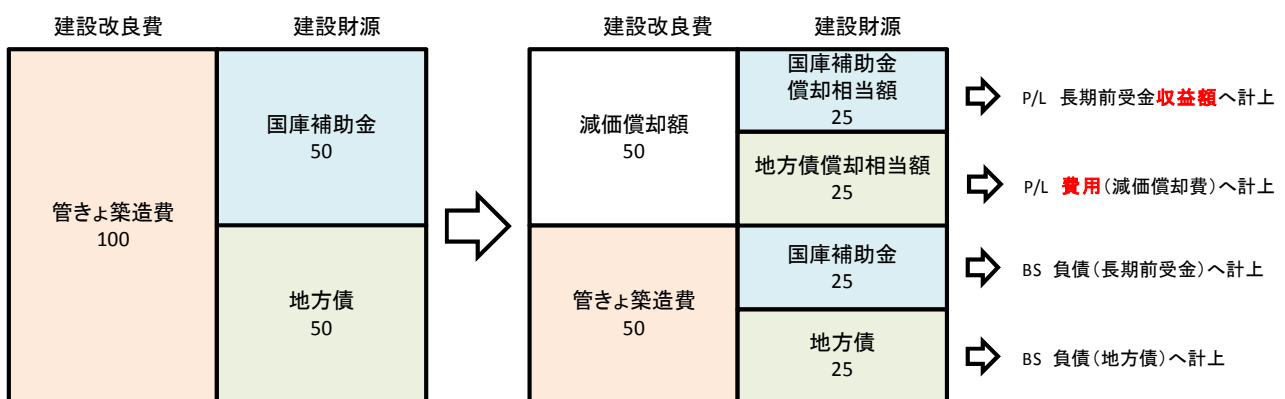 建設改良費
建設財源
管きょ築造費
100
国庫補助金
50
地方債
50
建設改良費
建設財源
減価償却額
50
国庫補助金
償却相当額
25
地方債償却相当額
25
管きょ築造費
50
国庫補助金
25
地方債
25
P/L 長期前受金収益額へ計上
P/L 費用(減価償却費)へ計上
BS 負債(長期前受金)へ計上
BS 負債(地方債)へ計上